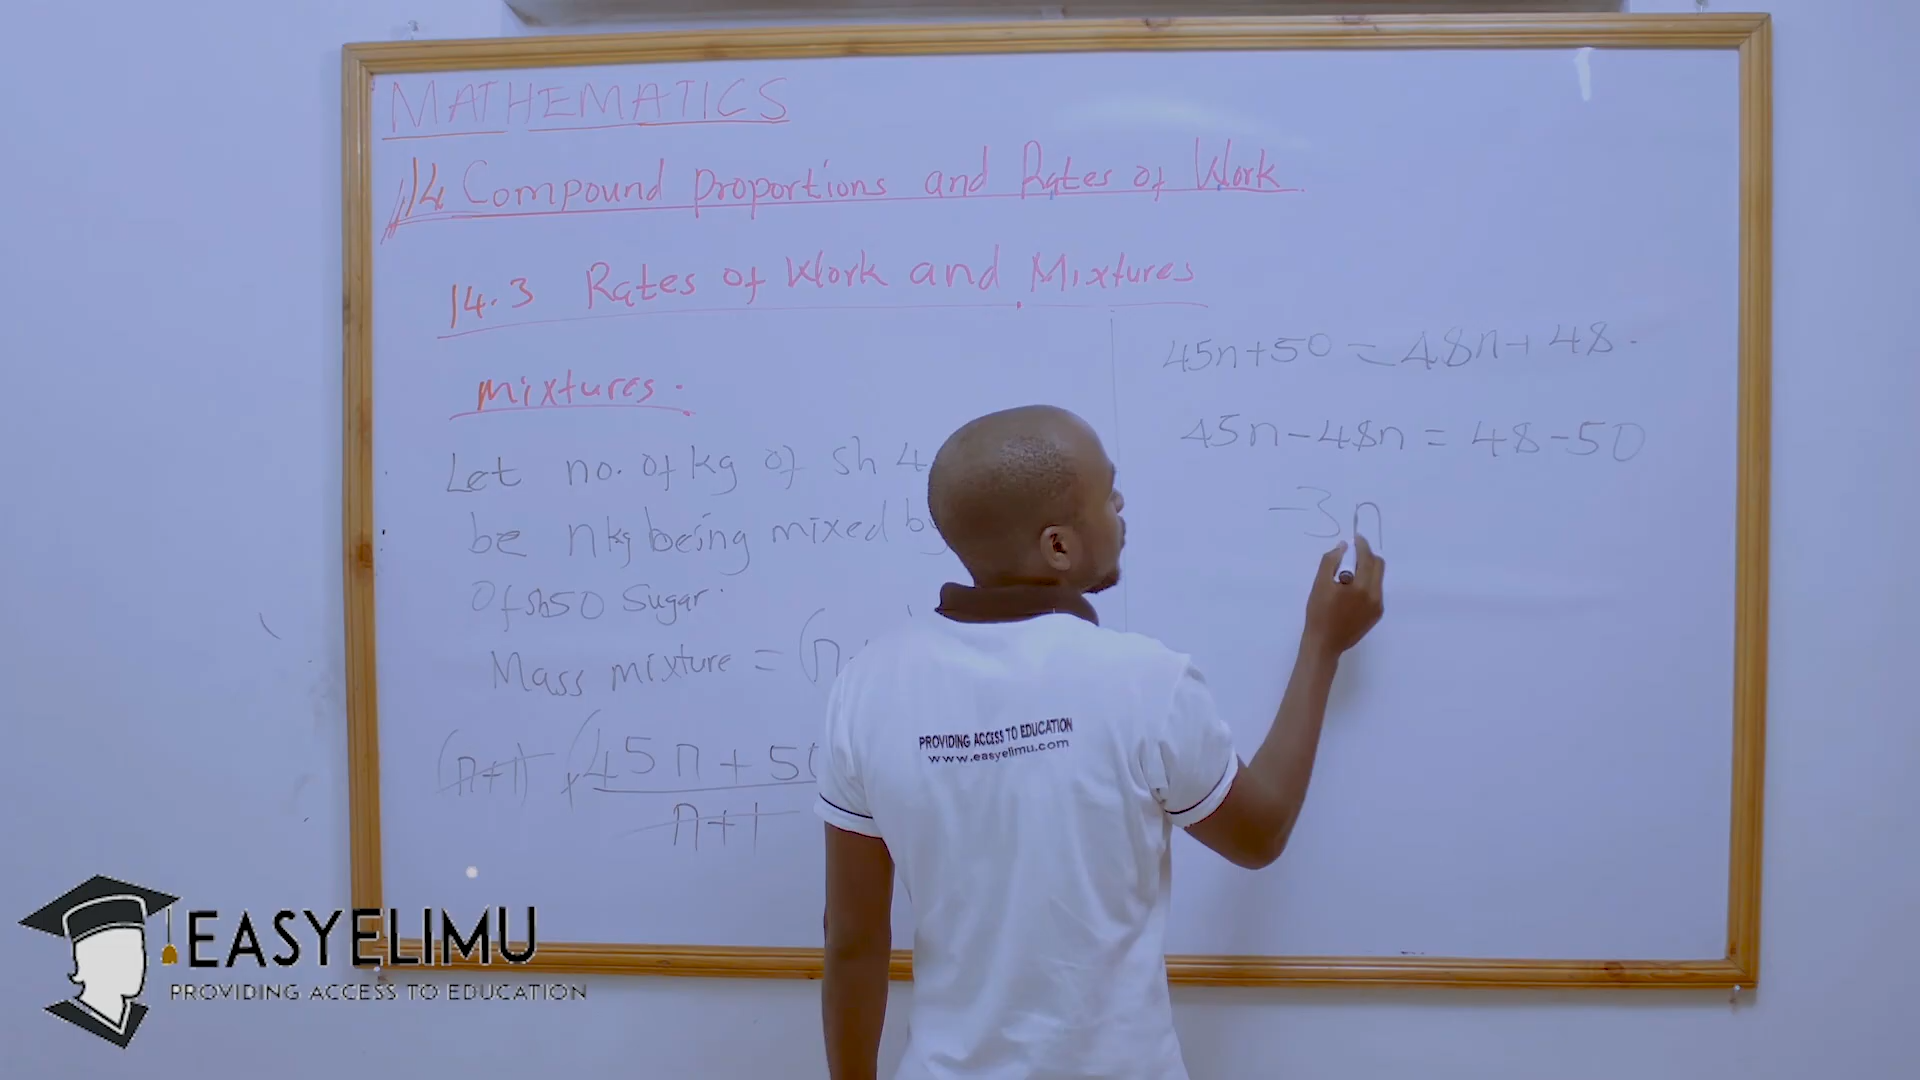 MATHEMATICS
14 Compound proportions and Rates of Work
14.3 Rates of Work and Mixtures
mixtures.
Let no. of kg of sh 4
be n kg being mixed b
Of sh50 Sugar.
Mass mixture = (n
(n+1) × (45n+50
n+1
45n+50 = 48n+48.
45n-48n = 48-50
-3n
PROVIDING ACCESS TO EDUCATION
www.easyelimu.com
EASYELIMU
PROVIDING ACCESS TO EDUCATION